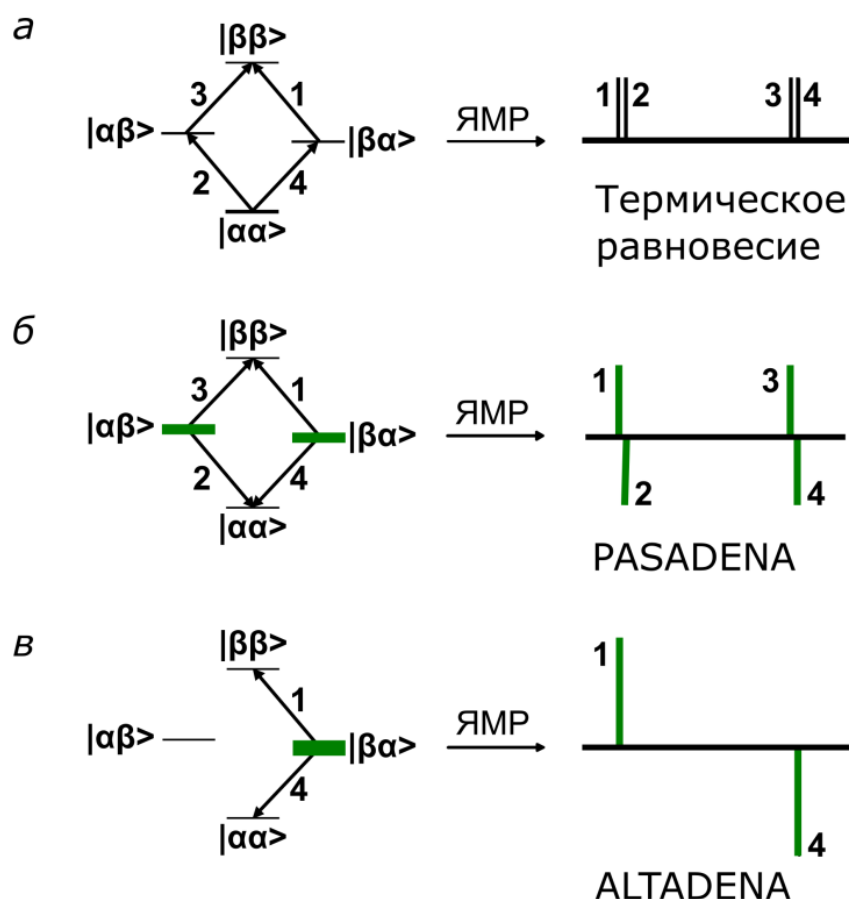 а
|ββ>
3 1
|αβ> |βα>
2 4
|αα>
ЯМР
1 2 3 4
Термическое
равновесие
б
|ββ>
3 1
|αβ> |βα>
2 4
|αα>
ЯМР
1 3
2 4
PASADENA
в
|ββ>
1
|αβ> |βα>
4
|αα>
ЯМР
1
4
ALTADENA